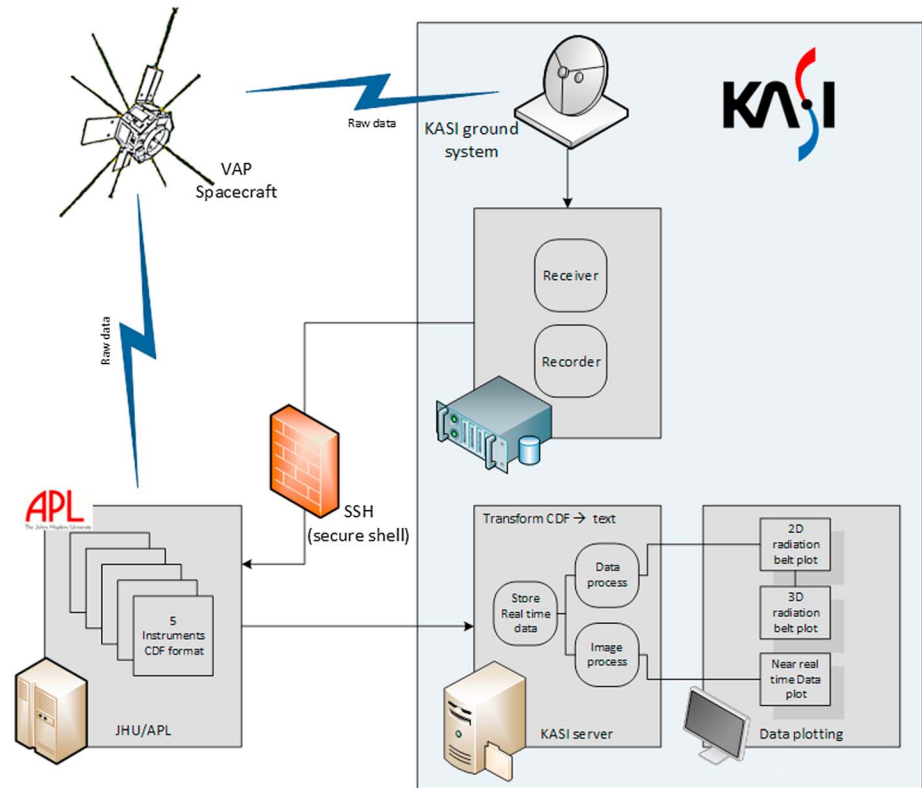 KASI
Raw data
KASI ground
system
VAP
Spacecraft
Receiver
Raw data
Recorder
APL
The Johns Hopkins University
SSH
(secure shell)
Transform CDF → text
2D
radiation
belt plot
Data
process
Store
Real time
data
3D
radiation
belt plot
5
Instruments
CDF format
Image
process
Near real
time Data
plot
JHU/APL
KASI server
Data plotting